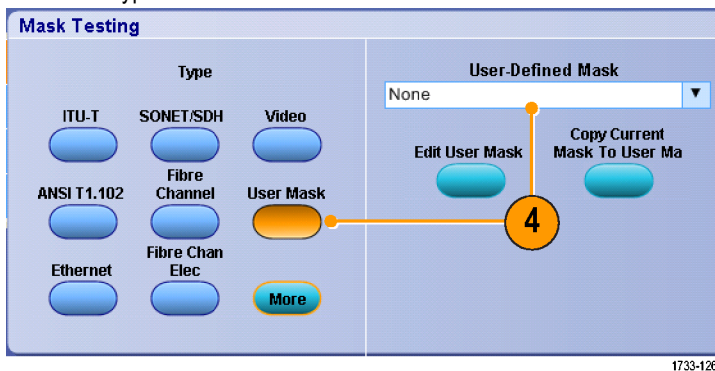 Mask Testing
Type
User-Defined Mask
None
ITU-T SONET/SDH Video
Edit User Mask
Copy Current
Mask To User Ma
ANSI T1.102
Fibre
Channel
User Mask
4
Ethernet
Fibre Chan
Elec
More
1733-126